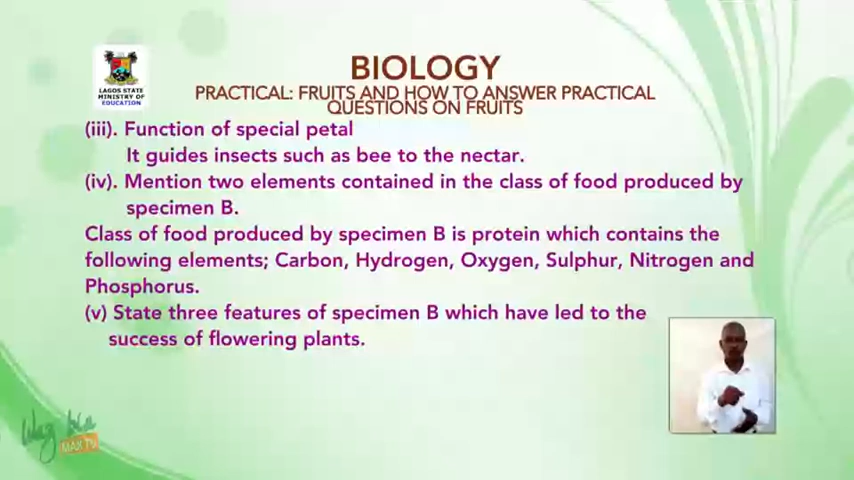 BIOLOGY
LAGOS STATE
MINISTRY OF
EDUCATION
PRACTICAL: FRUITS AND HOW TO ANSWER PRACTICAL
QUESTIONS ON FRUITS
(iii). Function of special petal
It guides insects such as bee to the nectar.
(iv). Mention two elements contained in the class of food produced by
specimen B.
Class of food produced by specimen B is protein which contains the
following elements; Carbon, Hydrogen, Oxygen, Sulphur, Nitrogen and
Phosphorus.
(v) State three features of specimen B which have led to the
success of flowering plants.
MAX TV